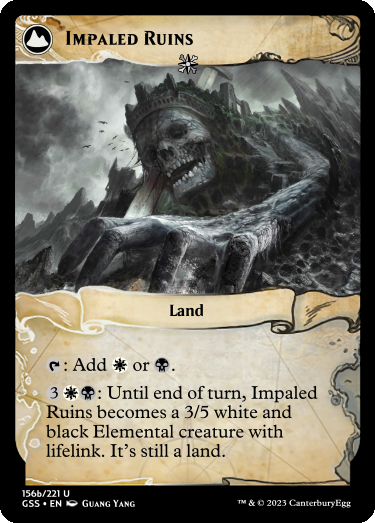 Impaled Ruins
Land
: Add or .
3 : Until end of turn, Impaled
Ruins becomes a 3/5 white and
black Elemental creature with
lifelink. It's still a land.
156b/221 U
GSS • EN Guang Yang
™ & © 2023 CanterburyEgg